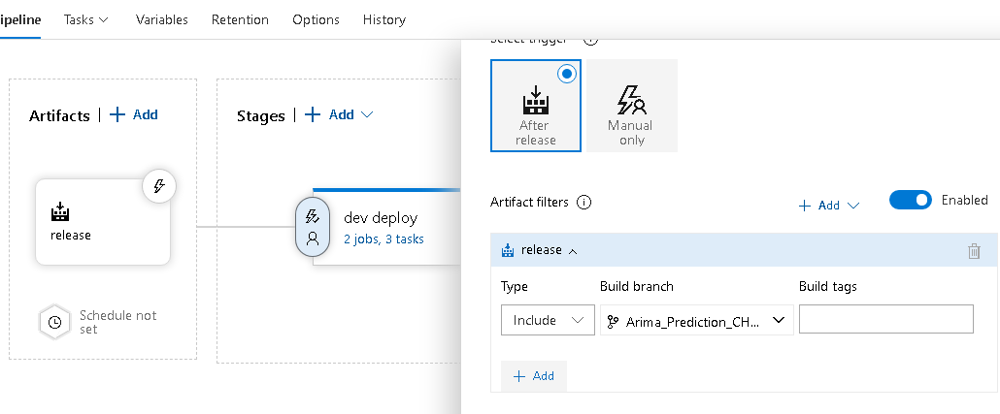 ipeline Tasks Variables Retention Options History
Select trigger
Artifacts | + Add
Stages | + Add
release
Schedule not
set
dev deploy
2 jobs, 3 tasks
After
release
Manual
only
Artifact filters
+ Add
Enabled
release
Type Build branch Build tags
Include Arima_Prediction_CH...
+ Add